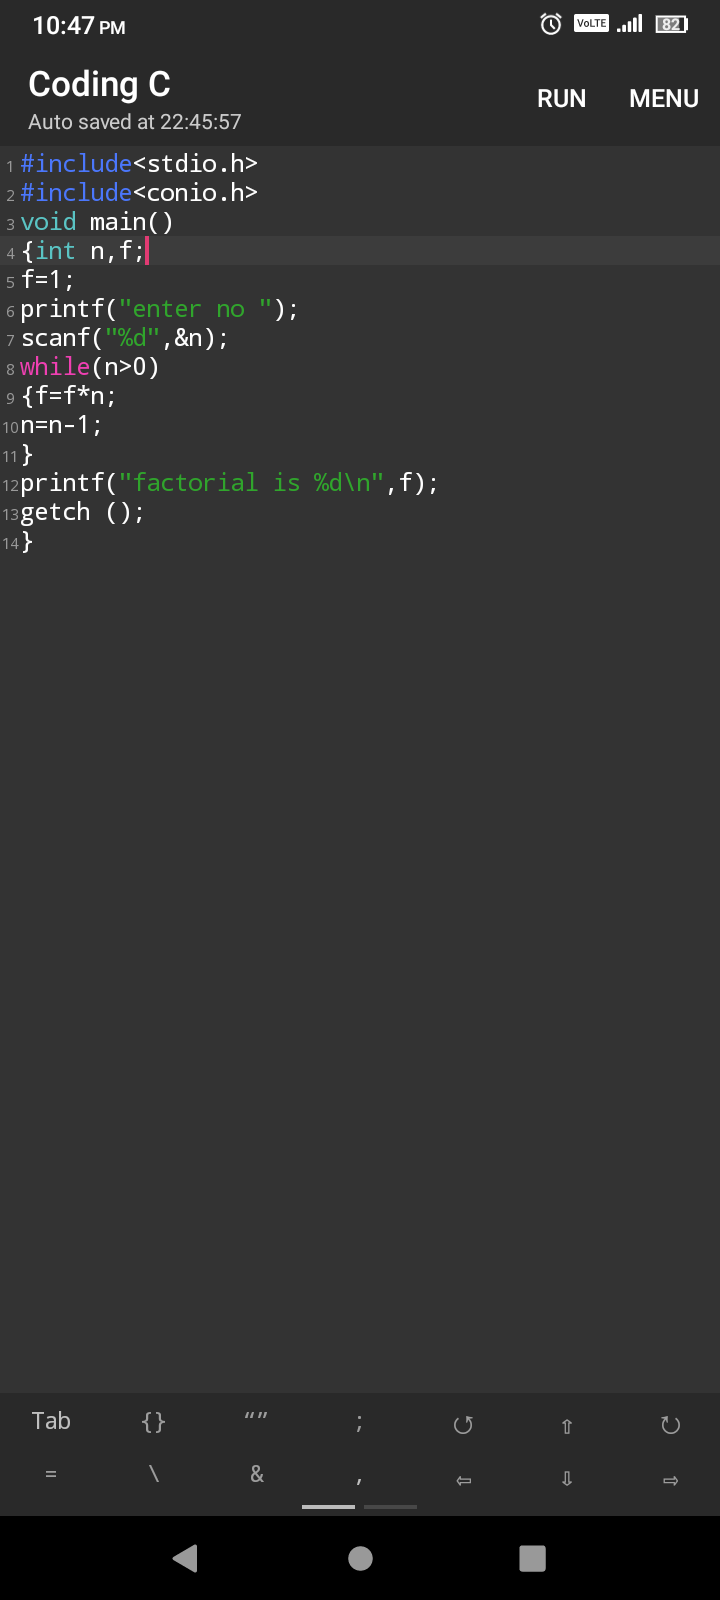 10:47 PM VoLTE 82
Coding C
RUN MENU
Auto saved at 22:45:57
1 #include<stdio.h>
2 #include<conio.h>
3 void main()
4 {int n,f;
5 f=1;
6 printf("enter no ");
7 scanf("%d",&n);
8 while(n>0)
9 {f=f*n;
10 n=n-1;
11 }
12 printf("factorial is %d\n",f);
13 getch ();
14 }
Tab {} “” ; ⭯ ⇧ ⭮
= \ & , ⇦ ⇩ ⇨